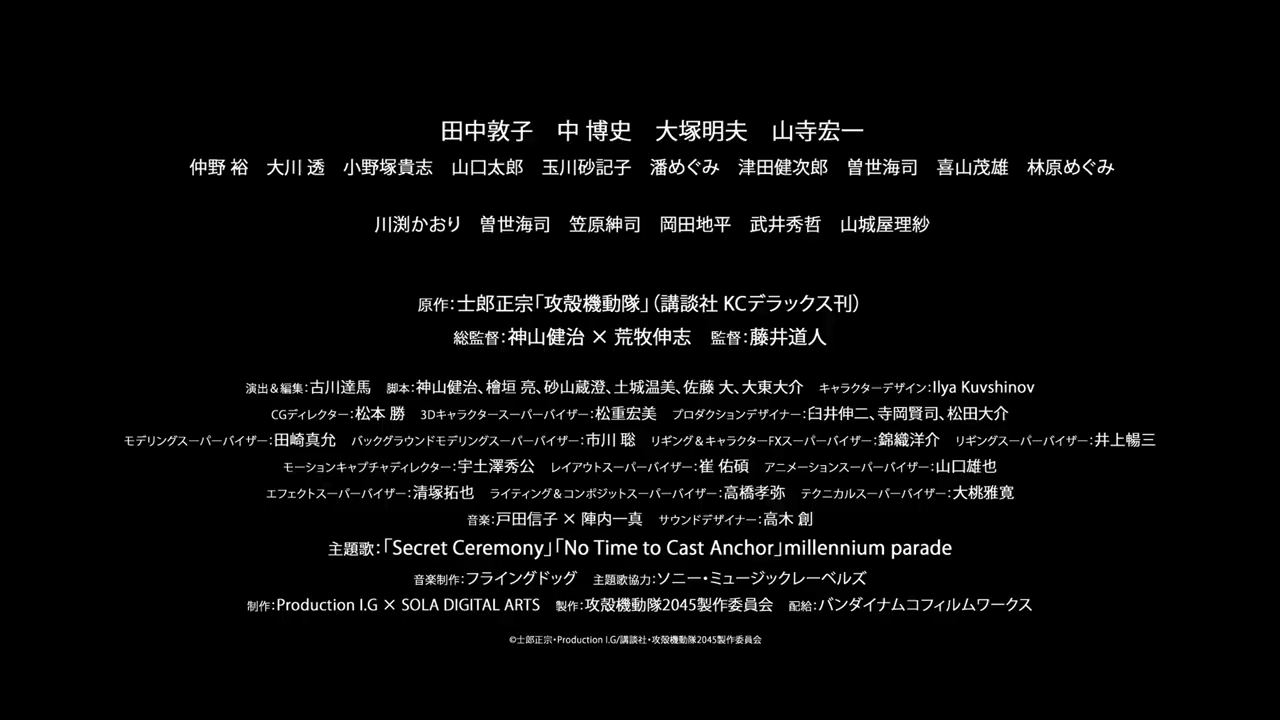 田中敦子　中 博史　大塚明夫　山寺宏一
仲野 裕　大川 透　小野塚貴志　山口太郎　玉川砂記子　潘めぐみ　津田健次郎　曽世海司　喜山茂雄　林原めぐみ
川渕かおり　曽世海司　笠原紳司　岡田地平　武井秀哲　山城屋理紗
原作：士郎正宗「攻殻機動隊」（講談社 KCデラックス刊）
総監督：神山健治 × 荒牧伸志　監督：藤井道人
演出＆編集：古川達馬　脚本：神山健治、檜垣 亮、砂山蔵澄、土城温美、佐藤 大、大東大介　キャラクターデザイン：Ilya Kuvshinov
CGディレクター：松本 勝　3Dキャラクタースーパーバイザー：松重宏美　プロダクションデザイナー：臼井伸二、寺岡賢司、松田大介
モデリングスーパーバイザー：田崎真允　バックグラウンドモデリングスーパーバイザー：市川 聡　リギング＆キャラクターFXスーパーバイザー：錦織洋介　リギングスーパーバイザー：井上暢三
モーションキャプチャディレクター：宇土澤秀公　レイアウトスーパーバイザー：崔 佑碩　アニメーションスーパーバイザー：山口雄也
エフェクトスーパーバイザー：清塚拓也　ライティング＆コンポジットスーパーバイザー：高橋孝弥　テクニカルスーパーバイザー：大桃雅寛
音楽：戸田信子 × 陣内一真　サウンドデザイナー：高木 創
主題歌：「Secret Ceremony」「No Time to Cast Anchor」millennium parade
音楽制作：フライングドッグ　主題歌協力：ソニー・ミュージックレーベルズ
制作：Production I.G × SOLA DIGITAL ARTS　製作：攻殻機動隊2045製作委員会　配給：バンダイナムコフィルムワークス
©士郎正宗・Production I.G/講談社・攻殻機動隊2045製作委員会